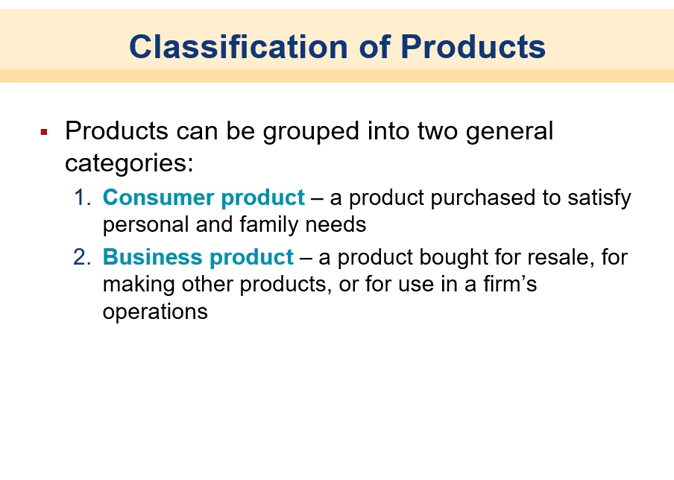 Classification of Products
▪ Products can be grouped into two general
categories:
1. Consumer product – a product purchased to satisfy
personal and family needs
2. Business product – a product bought for resale, for
making other products, or for use in a firm’s
operations